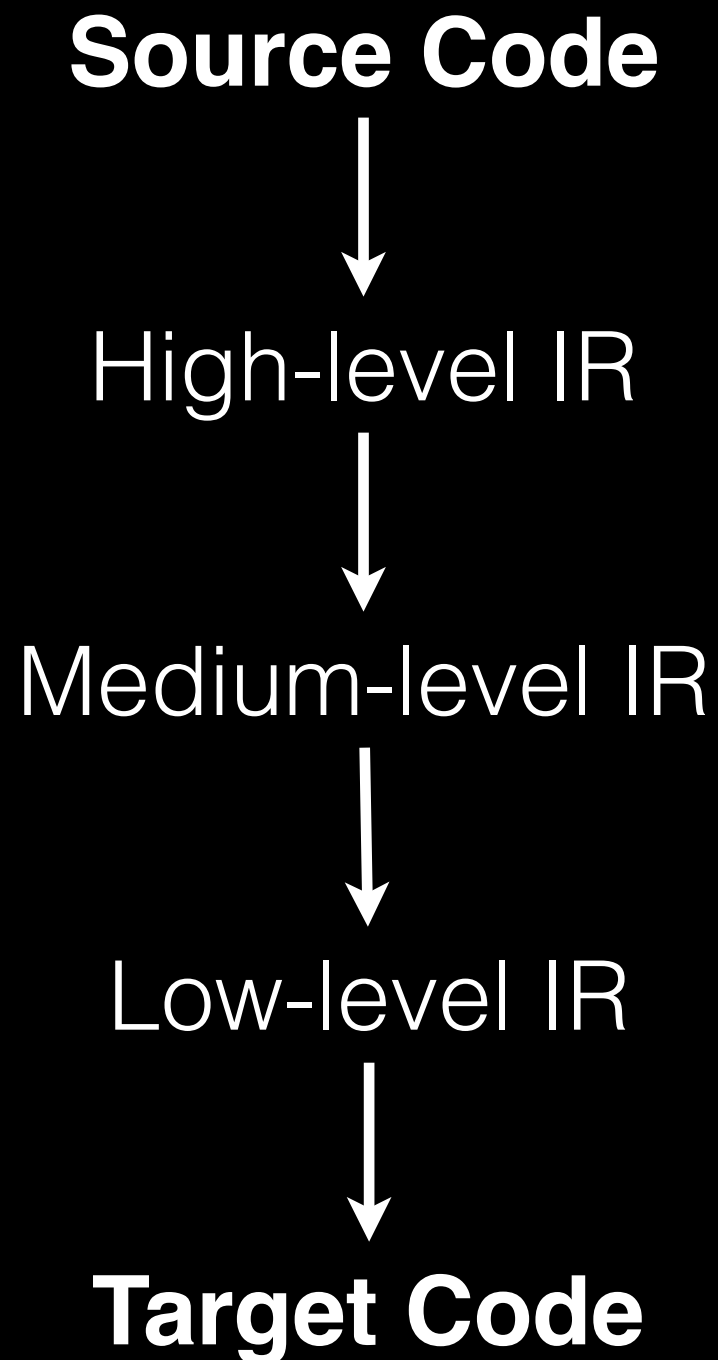 Source Code
High-level IR
Medium-level IR
Low-level IR
Target Code